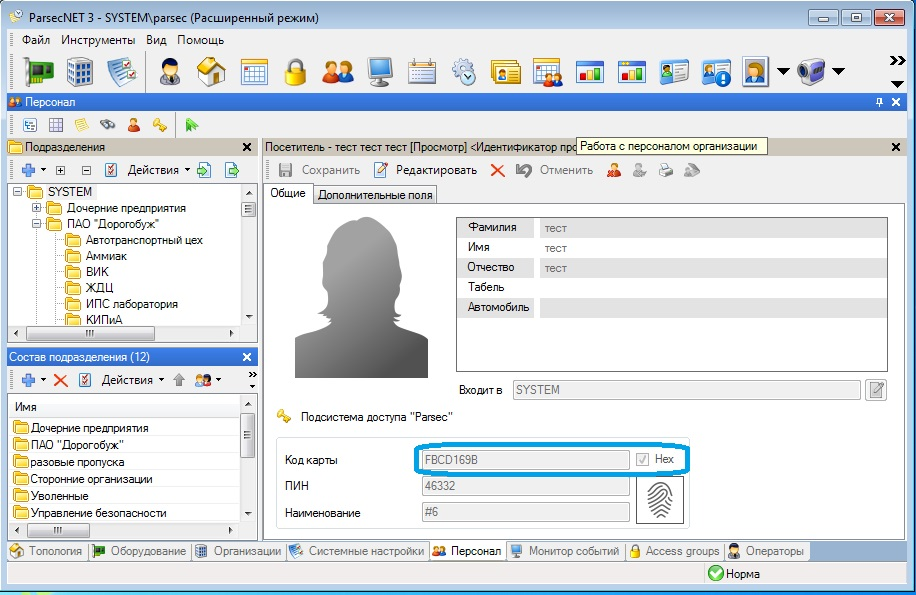 ParsecNET 3 - SYSTEM\parsec (Расширенный режим)
Файл Инструменты Вид Помощь
Персонал
Подразделения
Посетитель - тест тест тест [Просмотр] <Идентификатор про
Работа с персоналом организации
Действия
Сохранить Редактировать Отменить
Общие Дополнительные поля
SYSTEM
Дочерние предприятия
ПАО "Дорогобуж"
Автотранспортный цех
Аммиак
ВИК
ЖДЦ
ИПС лаборатория
КИПиА
Фамилия тест
Имя тест
Отчество тест
Табель
Автомобиль
Входит в SYSTEM
Состав подразделения (12)
Действия
Имя
Дочерние предприятия
ПАО "Дорогобуж"
разовые пропуска
Сторонние организации
Уволенные
Управление безопасности
Подсистема доступа "Parsec"
Код карты FBCD169B Hex
ПИН 46332
Наименование #6
Топология Оборудование Организации Системные настройки Персонал Монитор событий Access groups Операторы
Норма